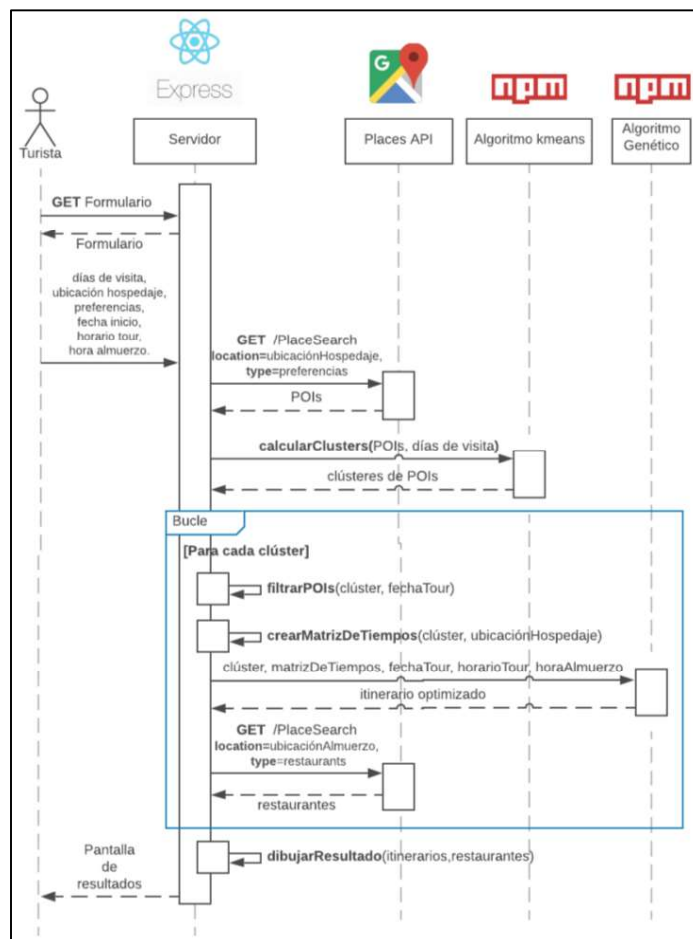 Express
G
npm
npm
Turista
Servidor
Places API
Algoritmo kmeans
Algoritmo
Genético
GET Formulario
Formulario
días de visita,
ubicación hospedaje,
preferencias,
fecha inicio,
horario tour,
hora almuerzo.
GET /PlaceSearch
location=ubicaciónHospedaje,
type=preferencias
POIs
calcularClusters(POIs, días de visita)
clústeres de POIs
Bucle
[Para cada clúster]
filtrarPOIs(clúster, fechaTour)
crearMatrizDeTiempos(clúster, ubicaciónHospedaje)
clúster, matrizDeTiempos, fechaTour, horarioTour, horaAlmuerzo
itinerario optimizado
GET /PlaceSearch
location=ubicaciónAlmuerzo,
type=restaurants
restaurantes
dibujarResultado(itinerarios,restaurantes)
Pantalla
de
resultados